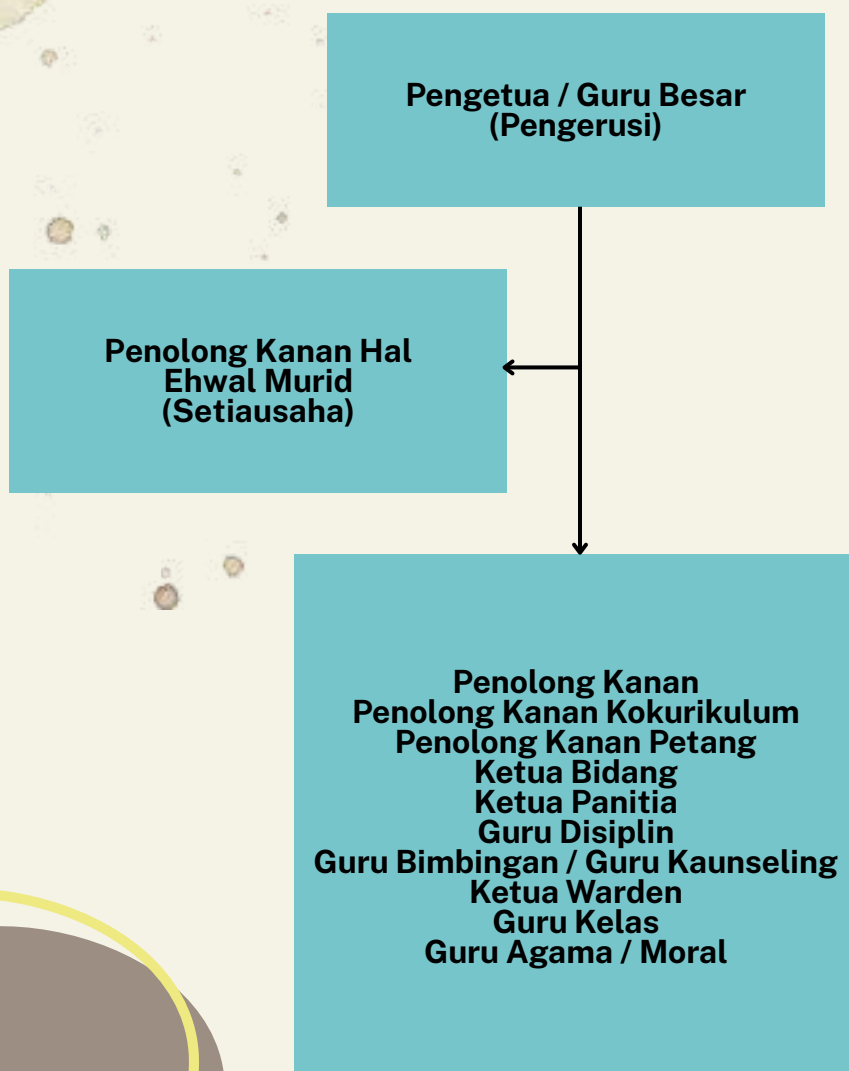 Pengetua / Guru Besar
(Pengerusi)
Penolong Kanan Hal
Ehwal Murid
(Setiausaha)
Penolong Kanan
Penolong Kanan Kokurikulum
Penolong Kanan Petang
Ketua Bidang
Ketua Panitia
Guru Disiplin
Guru Bimbingan / Guru Kaunseling
Ketua Warden
Guru Kelas
Guru Agama / Moral